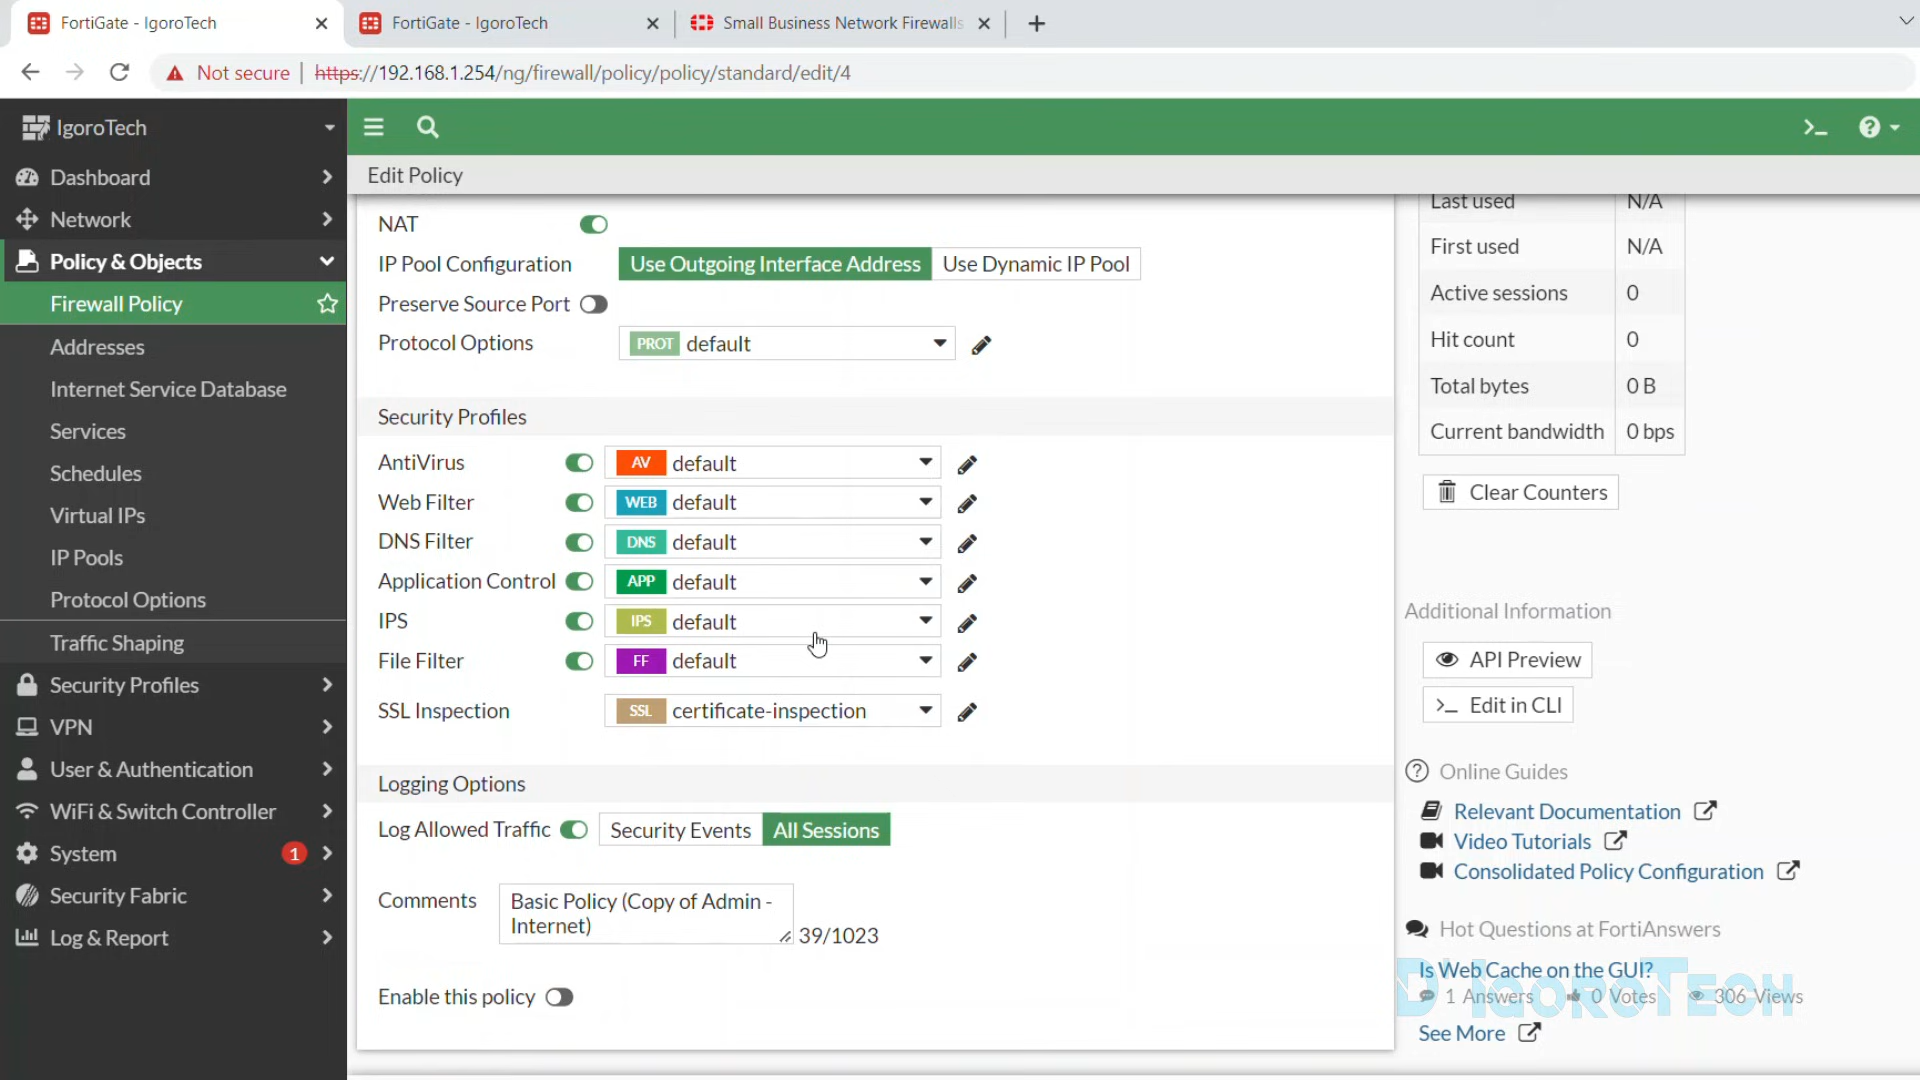 FortiGate - IgoroTech
FortiGate - IgoroTech
Small Business Network Firewalls
Not secure | https://192.168.1.254/ng/firewall/policy/policy/standard/edit/4
IgoroTech
Dashboard
Network
Policy & Objects
Firewall Policy
Addresses
Internet Service Database
Services
Schedules
Virtual IPs
IP Pools
Protocol Options
Traffic Shaping
Security Profiles
VPN
User & Authentication
WiFi & Switch Controller
System 1
Security Fabric
Log & Report
Edit Policy
NAT
IP Pool Configuration Use Outgoing Interface Address Use Dynamic IP Pool
Preserve Source Port
Protocol Options PROT default
Security Profiles
AntiVirus AV default
Web Filter WEB default
DNS Filter DNS default
Application Control APP default
IPS IPS default
File Filter FF default
SSL Inspection SSL certificate-inspection
Logging Options
Log Allowed Traffic Security Events All Sessions
Comments Basic Policy (Copy of Admin -
Internet) 39/1023
Enable this policy
Last used N/A
First used N/A
Active sessions 0
Hit count 0
Total bytes 0 B
Current bandwidth 0 bps
Clear Counters
Additional Information
API Preview
Edit in CLI
Online Guides
Relevant Documentation
Video Tutorials
Consolidated Policy Configuration
Hot Questions at FortiAnswers
Is Web Cache on the GUI?
1 Answers 0 Votes 306 Views
See More
D'IGOROTECH